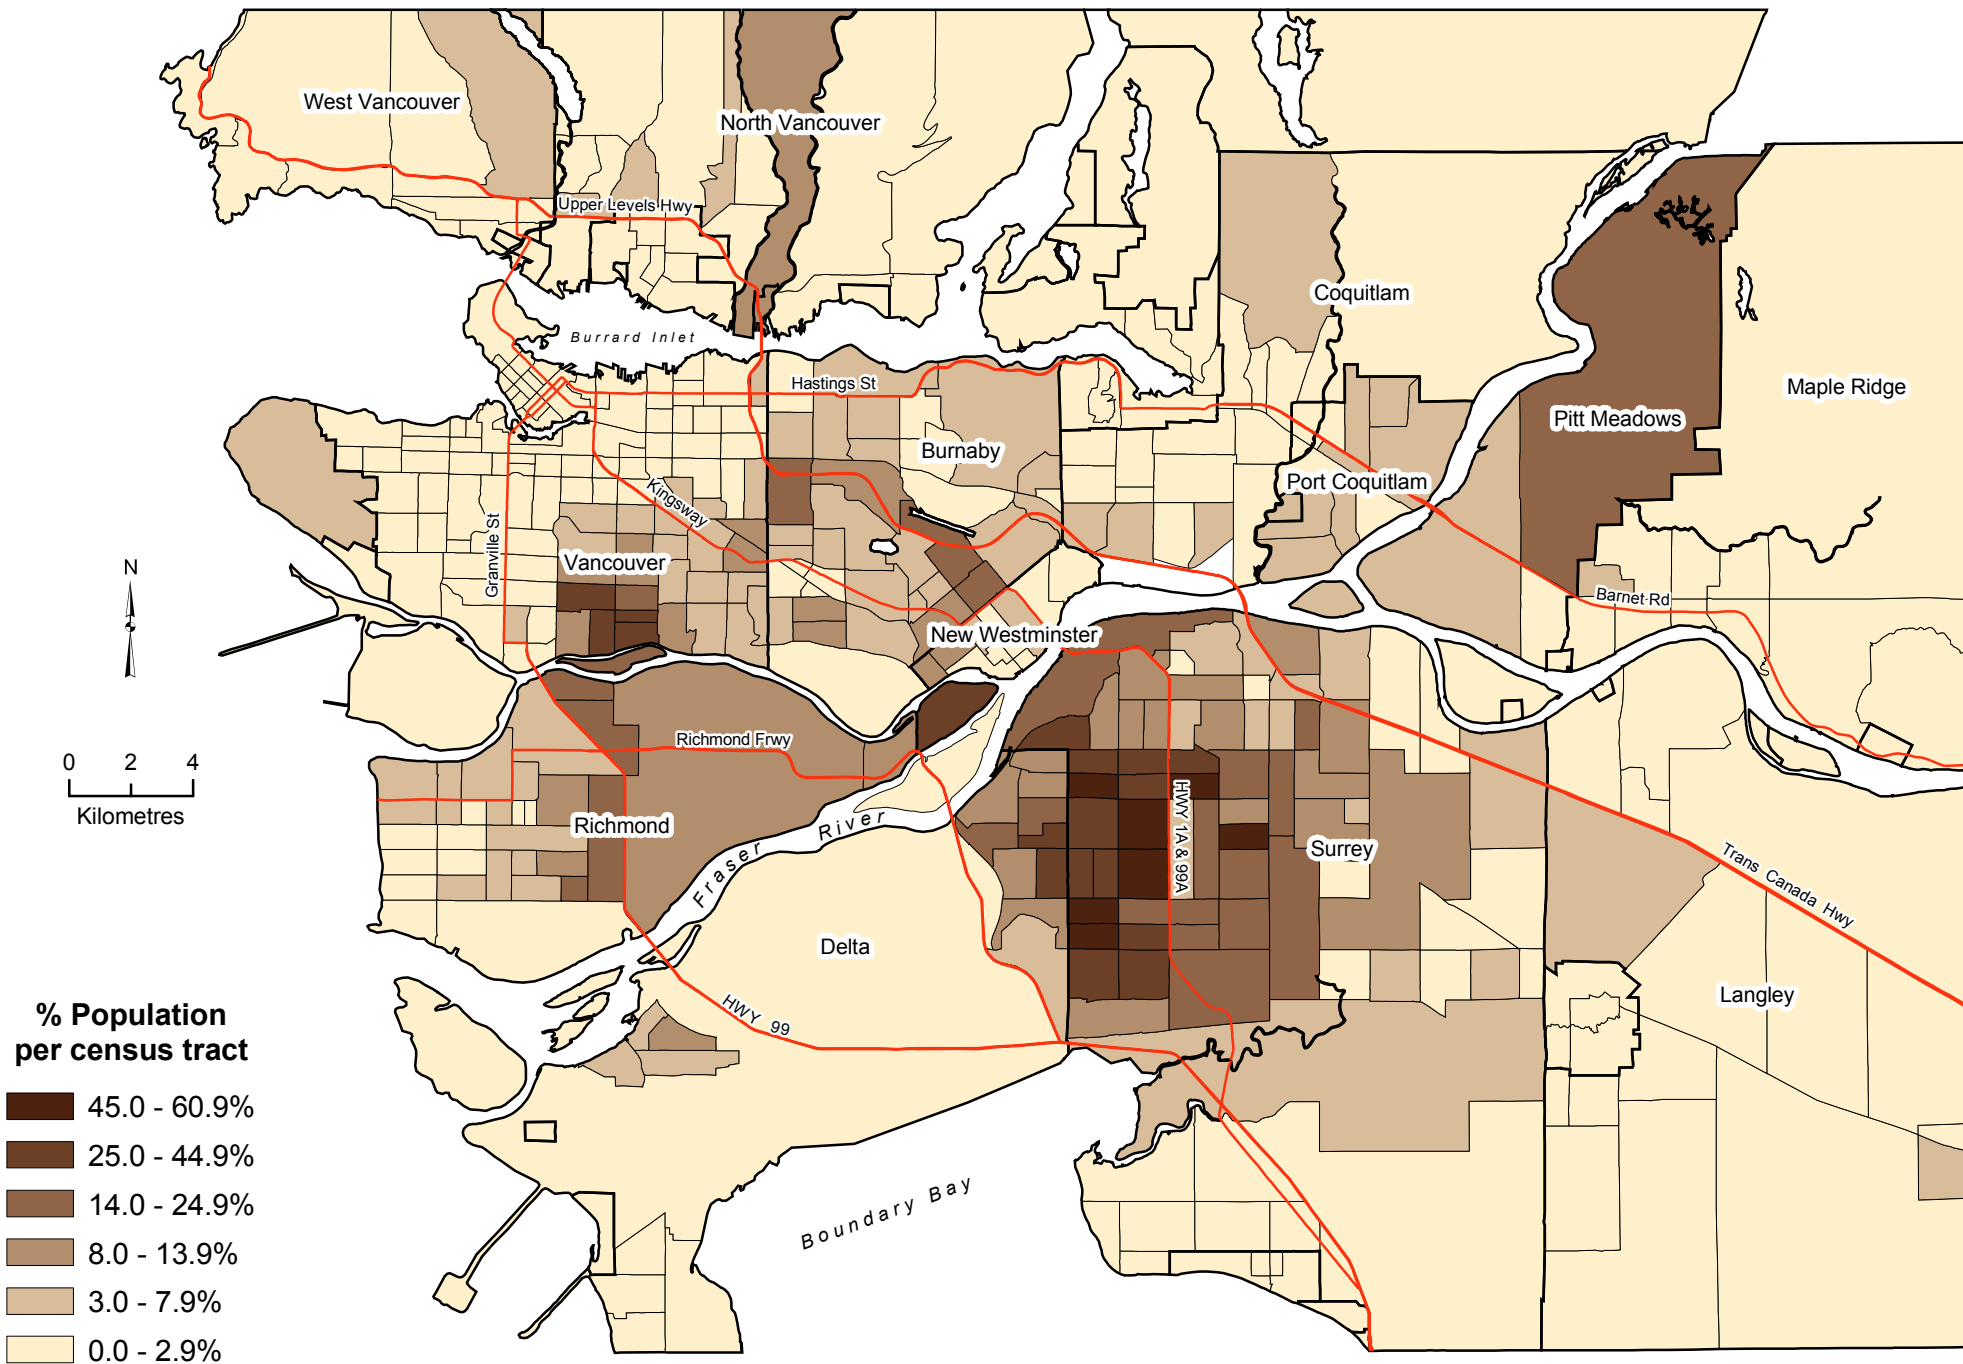 West Vancouver
North Vancouver
Upper Levels Hwy
Coquitlam
Burrard Inlet
Hastings St
Maple Ridge
Pitt Meadows
Burnaby
Port Coquitlam
Kingsway
Granville St
Vancouver
N
Barnet Rd
New Westminster
Richmond Frwy
0 2 4
Kilometres
HWY 1A & 99A
Richmond
Fraser River
Surrey
Trans Canada Hwy
Delta
Langley
HWY 99
% Population
per census tract
45.0 - 60.9%
25.0 - 44.9%
14.0 - 24.9%
8.0 - 13.9%
3.0 - 7.9%
0.0 - 2.9%
Boundary Bay